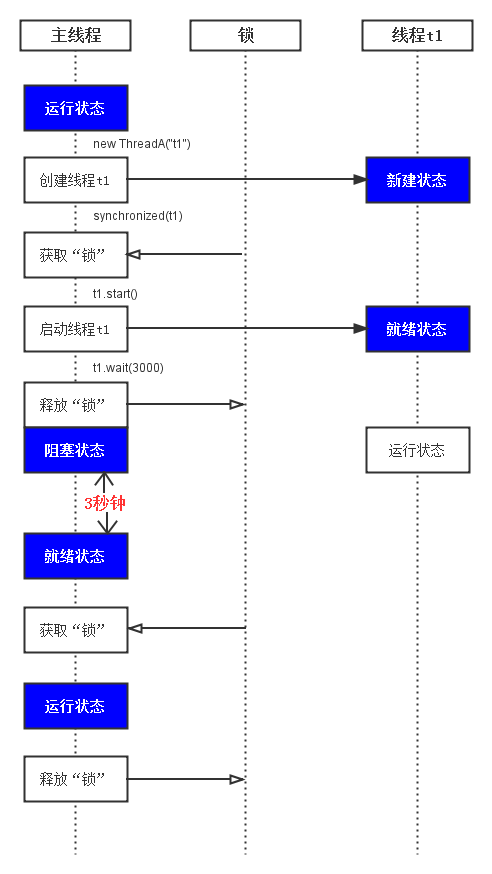 主线程 锁 线程t1
运行状态
new ThreadA("t1")
创建线程t1 新建状态
synchronized(t1)
获取“锁”
t1.start()
启动线程t1 就绪状态
t1.wait(3000)
释放“锁”
阻塞状态 运行状态
3秒钟
就绪状态
获取“锁”
运行状态
释放“锁”